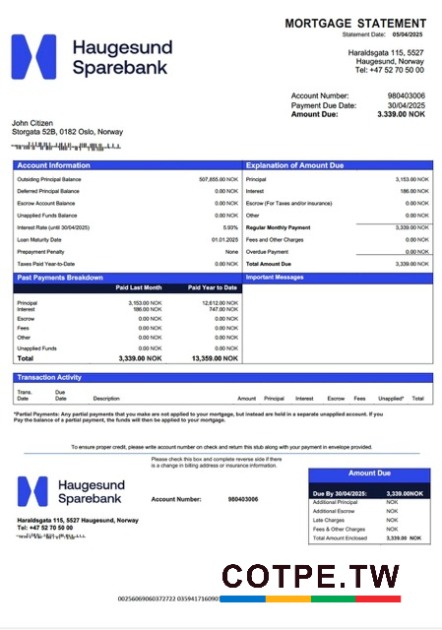 MORTGAGE STATEMENT
Statement Date: 05/04/2025
Haugesund
Sparebank
Haraldsgata 115, 5527
Haugesund, Norway
Tel: +47 52 70 50 00
Account Number: 980403006
Payment Due Date: 30/04/2025
Amount Due: 3.339.00 NOK
John Citizen
Storgata 52B, 0182 Oslo, Norway
Account Information
Outsiding Principal Balance 507,855.00 NOK
Deferred Principal Balance 0.00 NOK
Escrow Account Balance 0.00 NOK
Unapplied Funds Balance 0.00 NOK
Interest Rate (until 30/04/2025)
Loan Maturity Date 01.01.2025
Prepayment Penalty None
Taxes Paid Year-to-Date 0.00 NOK
Explanation of Amount Due
Principal 3,153.00 NOK
Interest 186.00 NOK
Escrow (For Taxes and/or insurance) 0.00 NOK
Other 0.00 NOK
Regular Monthly Payment 3,339.00 NOK
Fees and Other Charges 0.00 NOK
Overdue Payment 0.00 NOK
Total Amount Due 3,339.00 NOK
Past Payments Breakdown
Paid Last Month Paid Year to Date
Principal 3,153.00 NOK 12,612.00 NOK
Interest 186.00 NOK 747.00 NOK
Escrow 0.00 NOK 0.00 NOK
Fees 0.00 NOK 0.00 NOK
Other 0.00 NOK 0.00 NOK
Unapplied Funds 0.00 NOK 0.00 NOK
Total 3,339.00 NOK 13,359.00 NOK
Important Messages
Transaction Activity
Trans. Date Due Date Description Amount Principal Interest Escrow Fees Unapplied* Total
*Partial Payments: Any partial payments that you make are not applied to your mortgage, but instead are held in a separate unapplied account. If you
Pay the balance of a partial payment, the funds will then be applied to your mortgage.
To ensure proper credit, please write account number on check and return this stub along with your payment in envelope provided.
Please check this box and complete reverse side if there
is a change in billing address or insurance information.
Haugesund
Sparebank
Account Number: 980403006
Haraldsgata 115, 5527 Haugesund, Norway
Tel: +47 52 70 50 00
Amount Due
Due By 30/04/2025: 3,339.00NOK
Additional Principal NOK
Additional Escrow NOK
Late Charges NOK
Fees & Other Charges NOK
Total Amount Enclosed 3,339.00 NOK
COTPE.TW